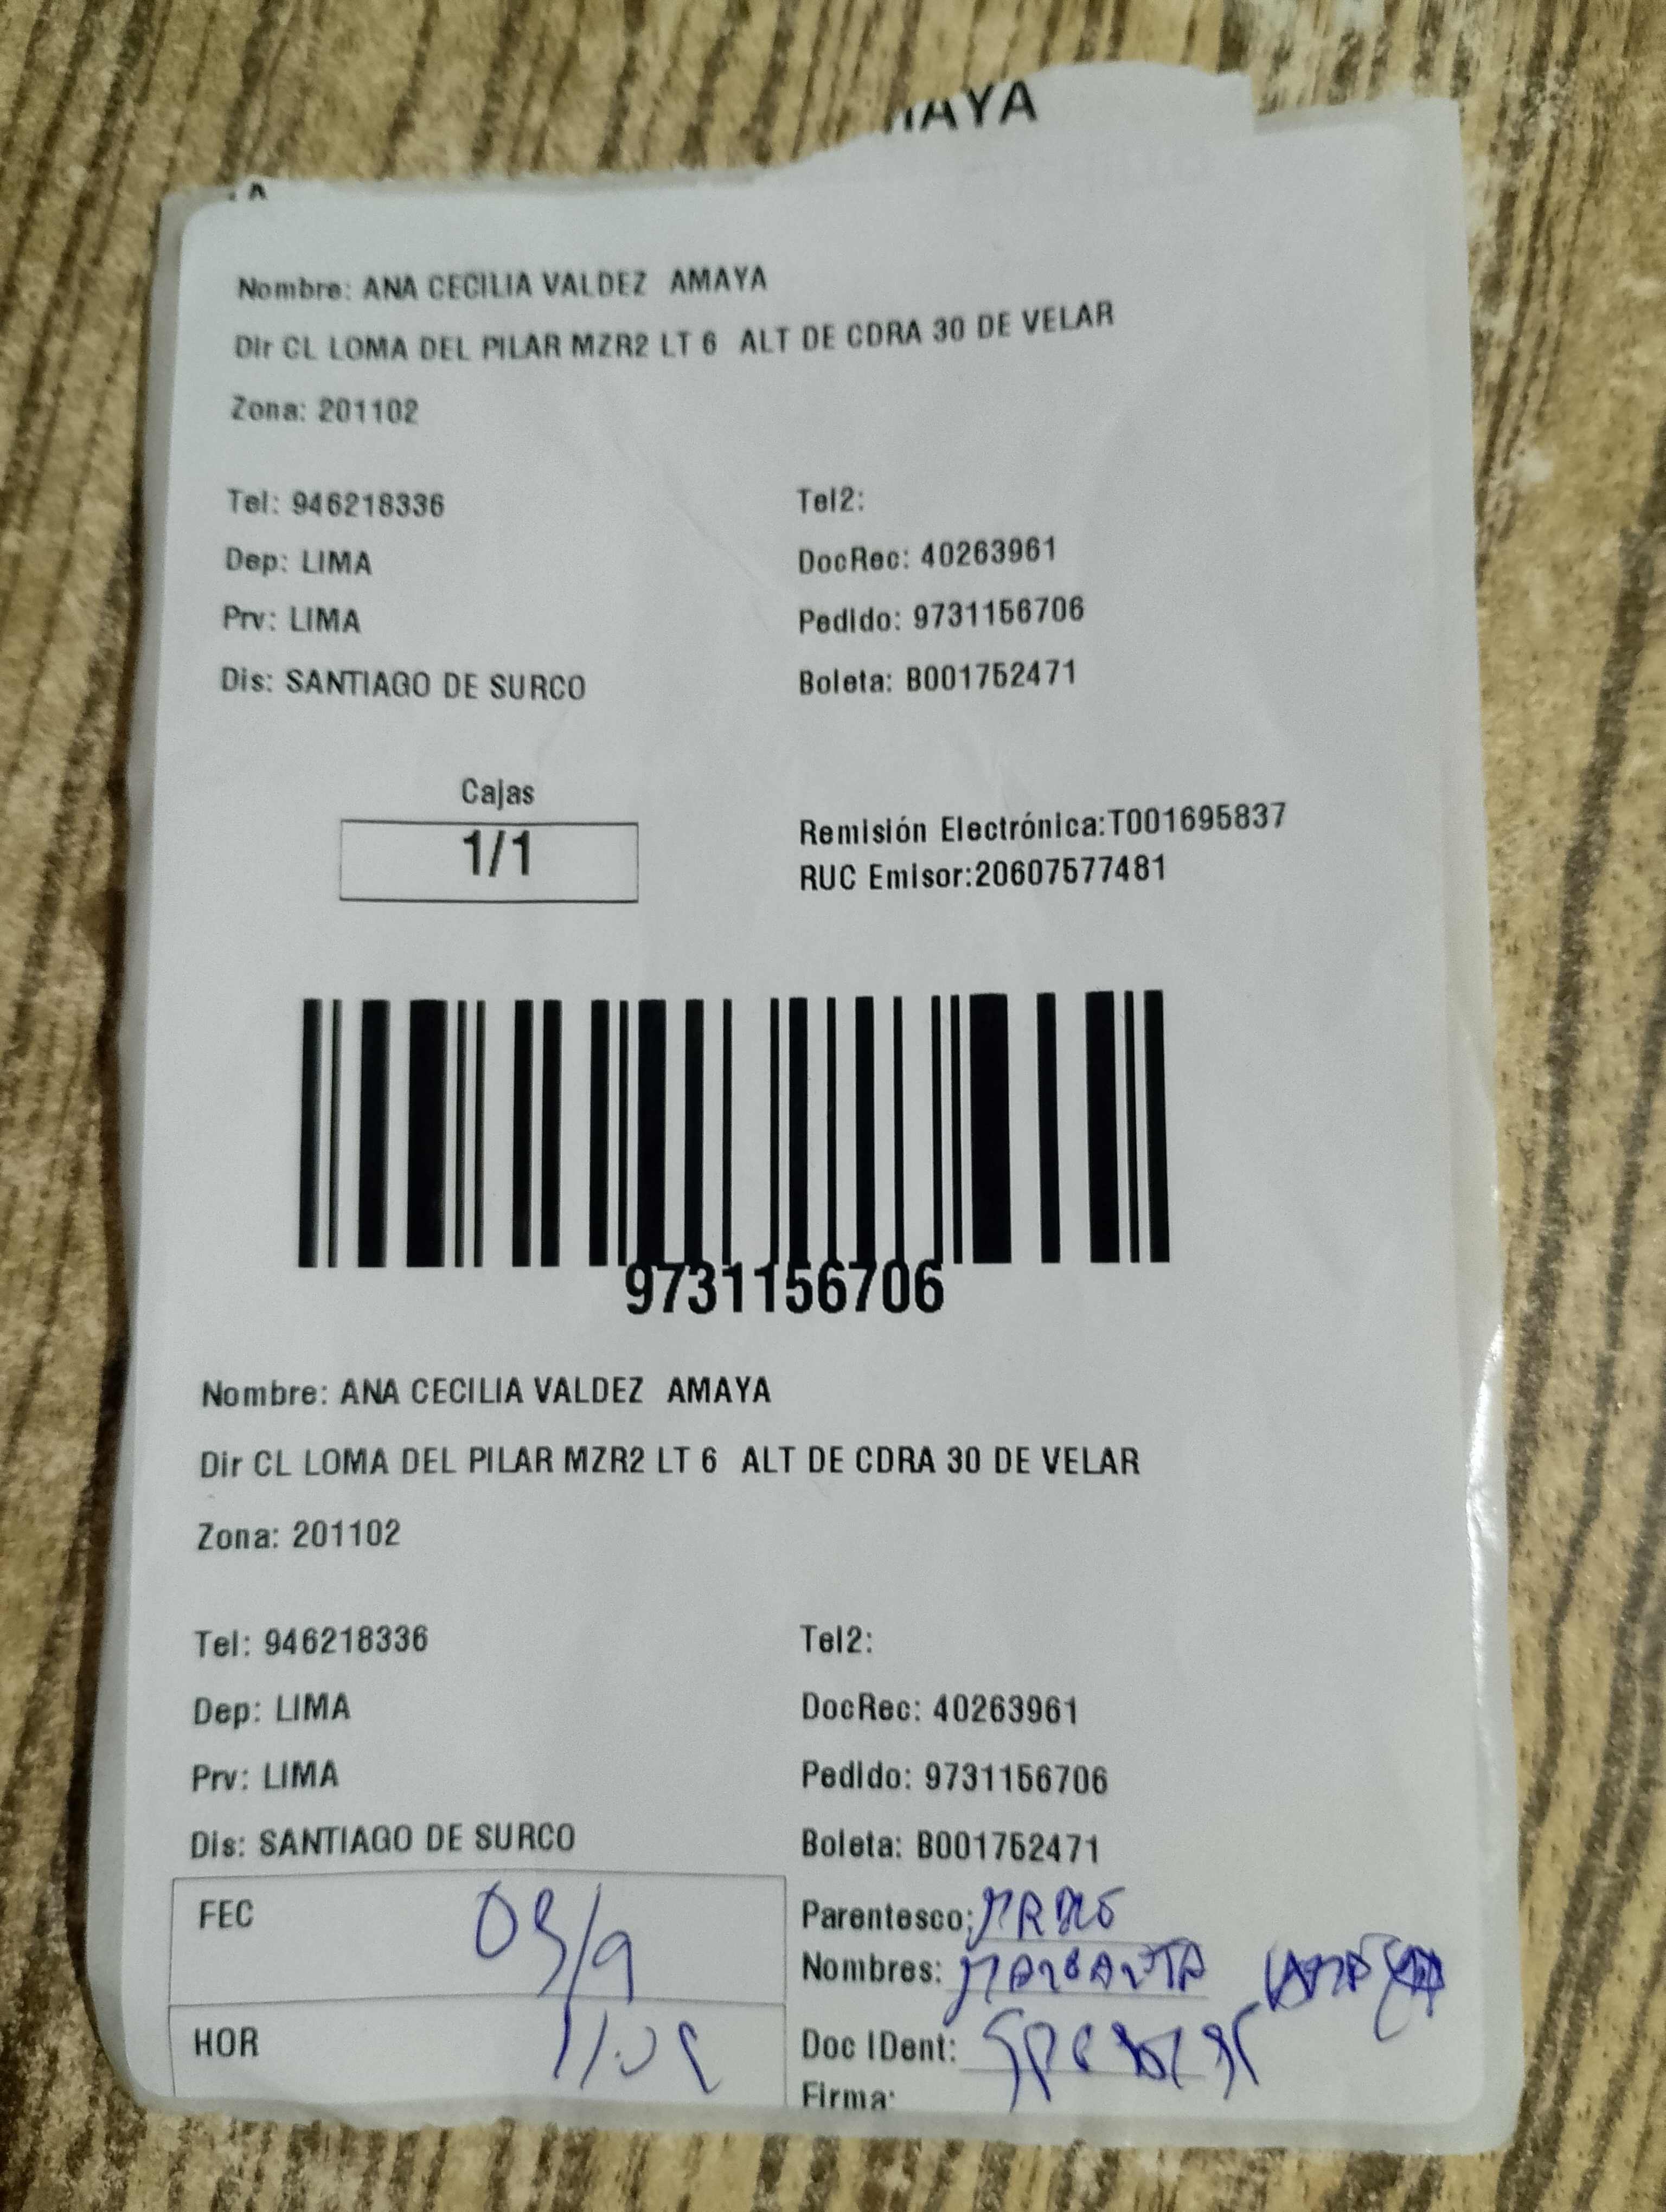 AYA
Nombre: ANA CECILIA VALDEZ AMAYA
Dir CL LOMA DEL PILAR MZR2 LT 6 ALT DE CDRA 30 DE VELAR
Zona: 201102
Tel: 946218336 Tel2:
Dep: LIMA DocRec: 40263961
Prv: LIMA Pedido: 9731156706
Dis: SANTIAGO DE SURCO Boleta: B001752471
Cajas
1/1
Remisión Electrónica:T001695837
RUC Emisor:20607577481
9731156706
Nombre: ANA CECILIA VALDEZ AMAYA
Dir CL LOMA DEL PILAR MZR2 LT 6 ALT DE CDRA 30 DE VELAR
Zona: 201102
Tel: 946218336 Tel2:
Dep: LIMA DocRec: 40263961
Prv: LIMA Pedido: 9731156706
Dis: SANTIAGO DE SURCO Boleta: B001752471
FEC Parentesco:
Nombres:
HOR Doc IDent:
Firma: